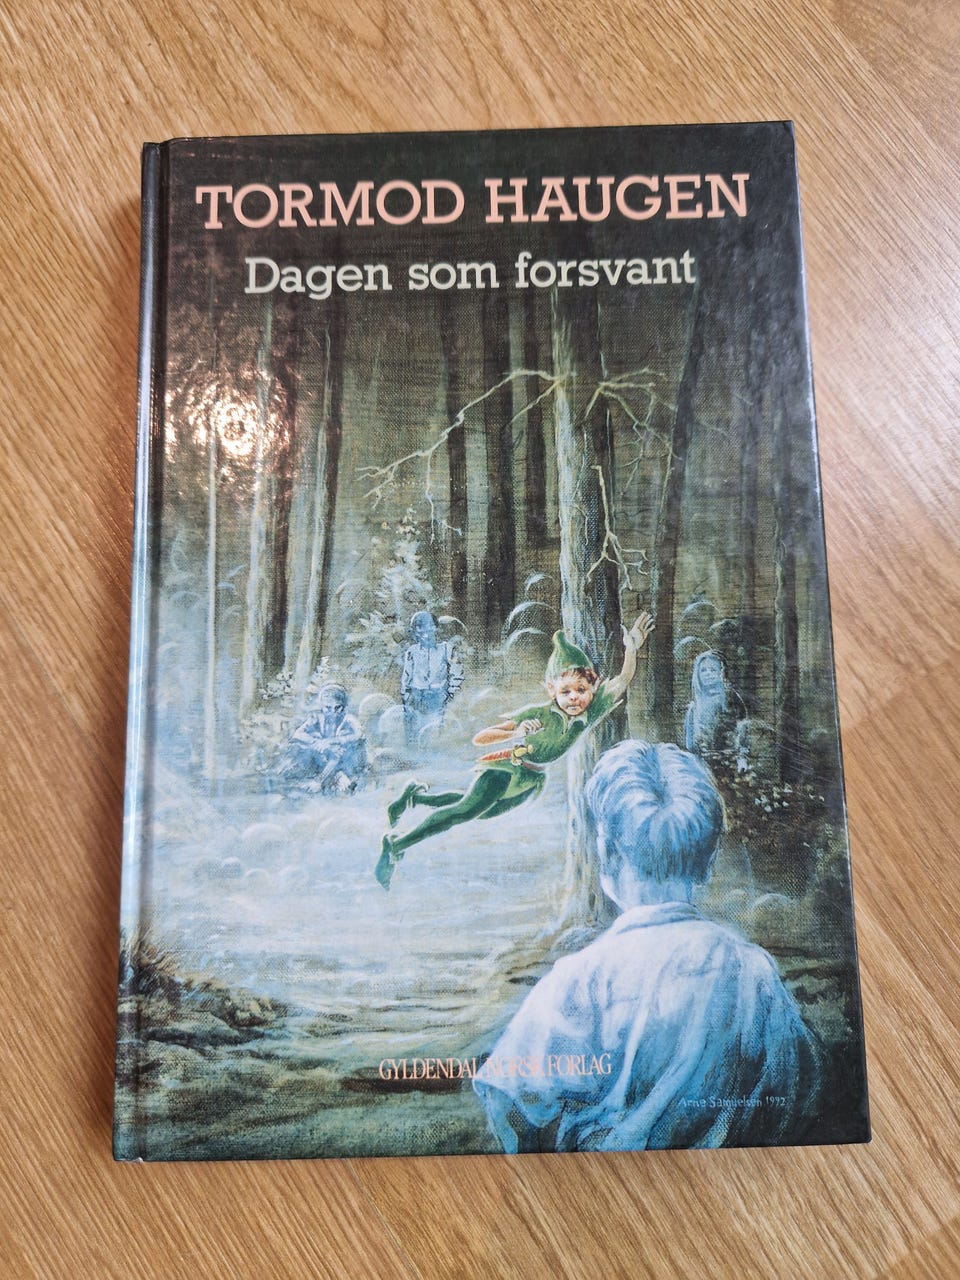 TORMOD HAUGEN
Dagen som forsvant
GYLDENDAL NORSK FORLAG
Arne Samuelsen 1992